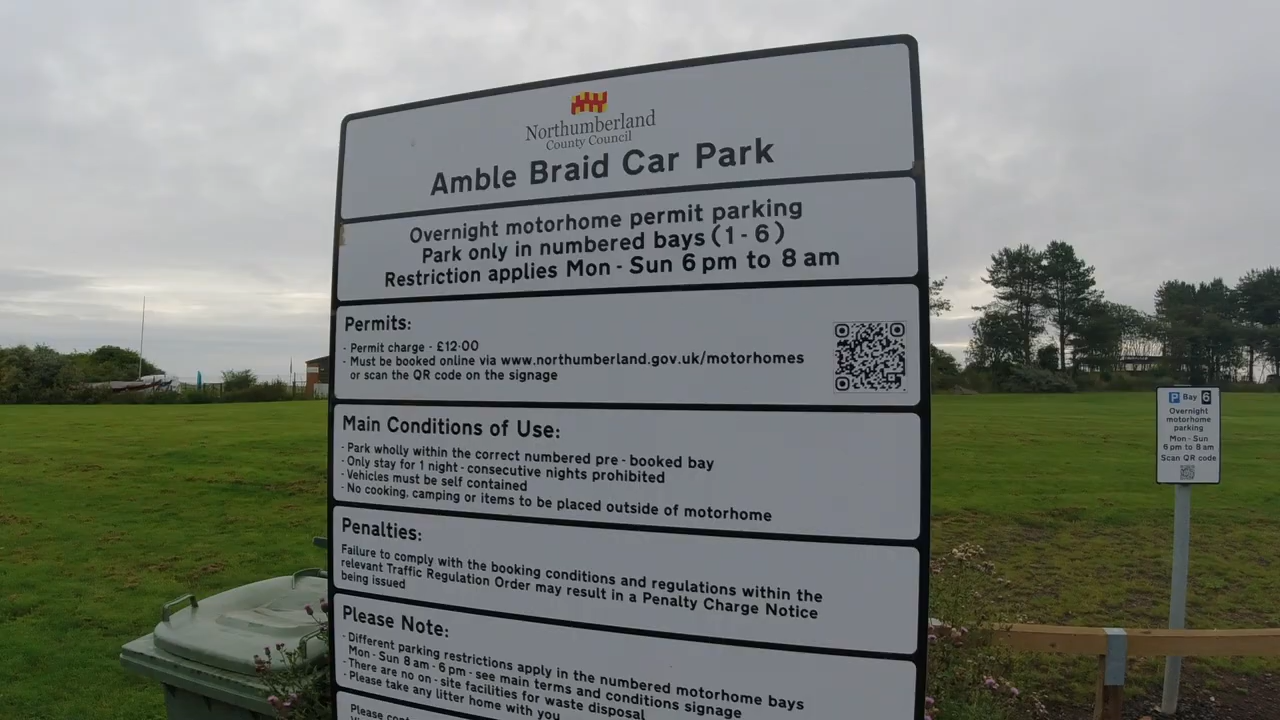 Northumberland
County Council
Amble Braid Car Park
Overnight motorhome permit parking
Park only in numbered bays (1 - 6)
Restriction applies Mon - Sun 6 pm to 8 am
Permits:
- Permit charge - £12·00
- Must be booked online via www.northumberland.gov.uk/motorhomes
or scan the QR code on the signage
Main Conditions of Use:
- Park wholly within the correct numbered pre - booked bay
- Only stay for 1 night - consecutive nights prohibited
- Vehicles must be self contained
- No cooking, camping or items to be placed outside of motorhome
Penalties:
Failure to comply with the booking conditions and regulations within the
relevant Traffic Regulation Order may result in a Penalty Charge Notice
being issued
Please Note:
- Different parking restrictions apply in the numbered motorhome bays
Mon - Sun 8 am - 6 pm - see main terms and conditions signage
- There are no on - site facilities for waste disposal
- Please take any litter home with you
Please
P Bay 6
Overnight
motorhome
parking
Mon - Sun
6 pm to 8 am
Scan QR code